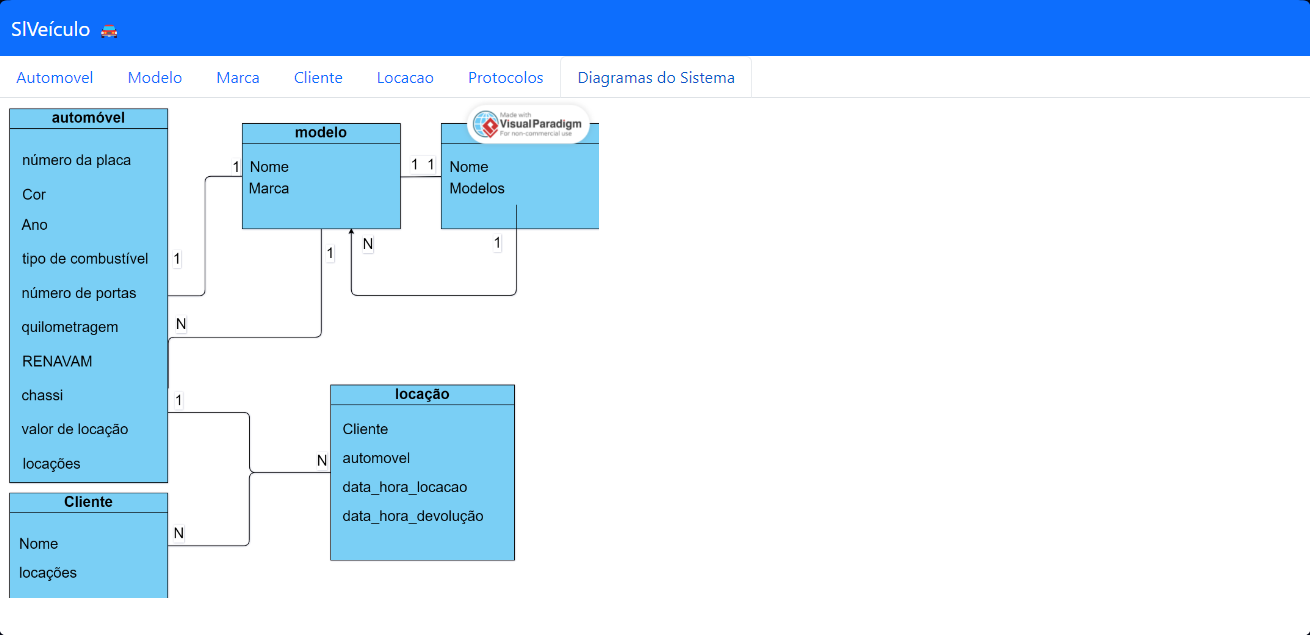 SlVeículo
Automovel Modelo Marca Cliente Locacao Protocolos Diagramas do Sistema
automóvel
número da placa
Cor
Ano
tipo de combustível
número de portas
quilometragem
RENAVAM
chassi
valor de locação
locações
1
N
1
1
modelo
Nome
Marca
1
N
1 1
Made with
Visual Paradigm
For non-commercial use
Nome
Modelos
1
locação
Cliente
automovel
data_hora_locacao
data_hora_devolução
N
Cliente
Nome
locações
N